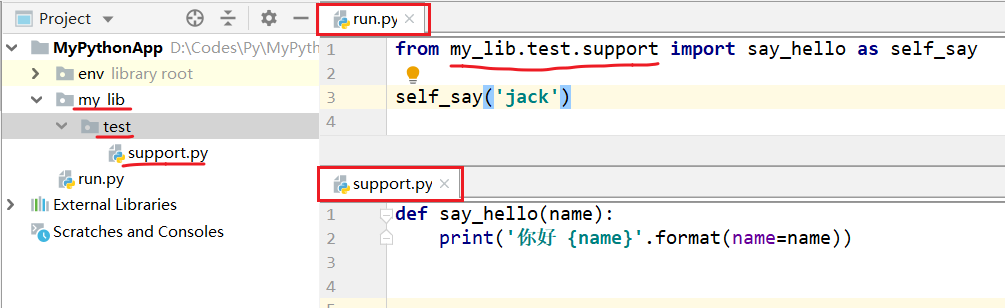 Project
MyPythonApp D:\Codes\Py\MyPython
env library root
my_lib
test
support.py
run.py
External Libraries
Scratches and Consoles
run.py
1 from my_lib.test.support import say_hello as self_say
2
3 self_say('jack')
4
support.py
1 def say_hello(name):
2 print('你好 {name}'.format(name=name))
3
4